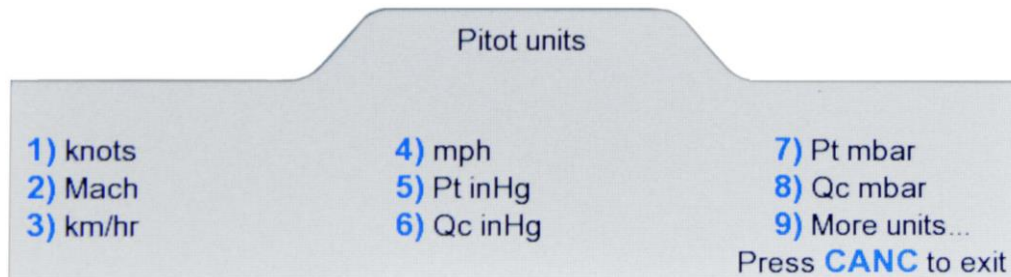 Pitot units
1) knots
2) Mach
3) km/hr
4) mph
5) Pt inHg
6) Qc inHg
7) Pt mbar
8) Qc mbar
9) More units...
Press CANC to exit